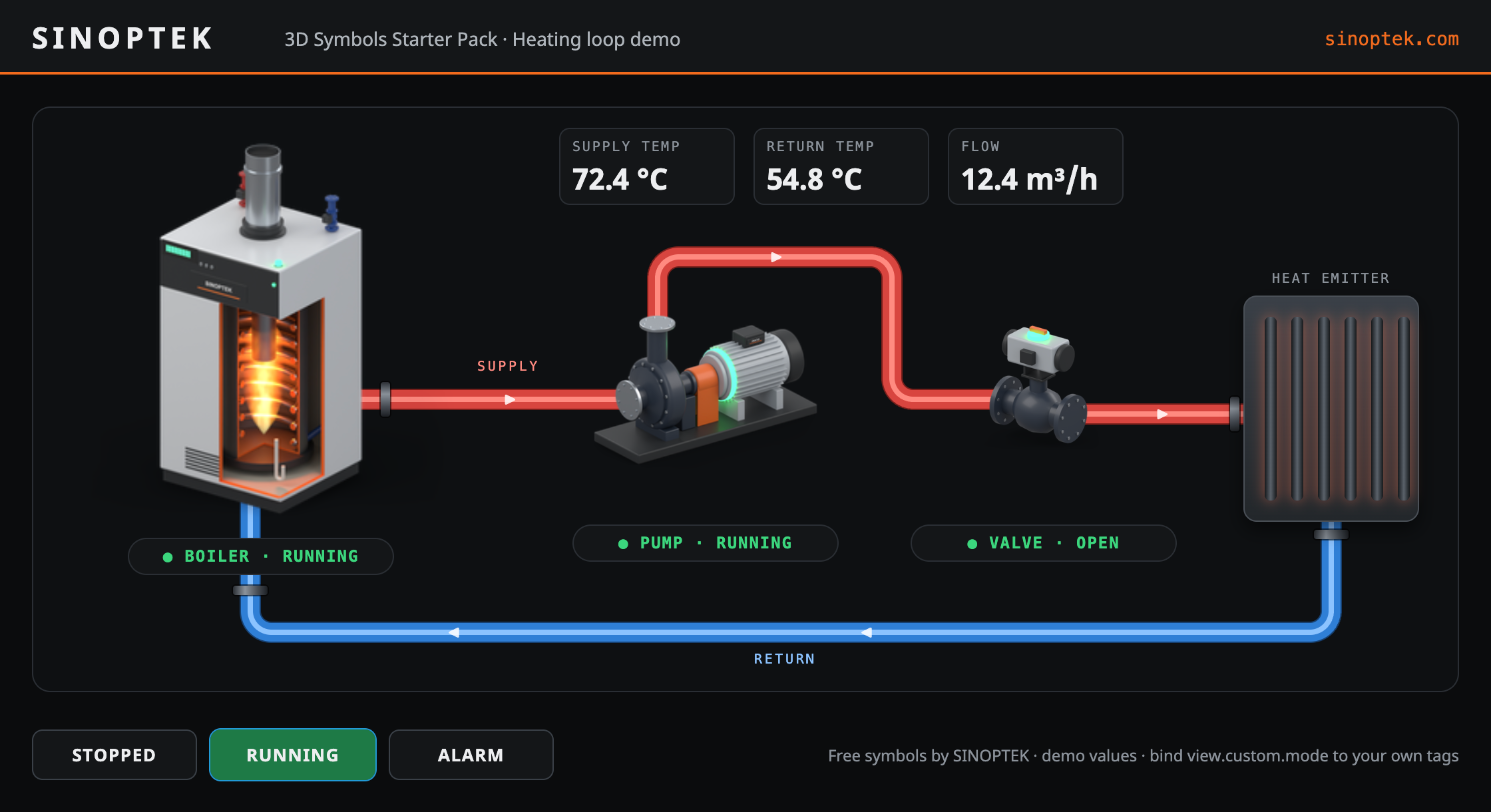 SINOPTEK
3D Symbols Starter Pack · Heating loop demo
sinoptek.com
SUPPLY TEMP
72.4 °C
RETURN TEMP
54.8 °C
FLOW
12.4 m³/h
HEAT EMITTER
SINOPTEK
SUPPLY
BOILER · RUNNING
PUMP · RUNNING
VALVE · OPEN
RETURN
STOPPED
RUNNING
ALARM
Free symbols by SINOPTEK · demo values · bind view.custom.mode to your own tags